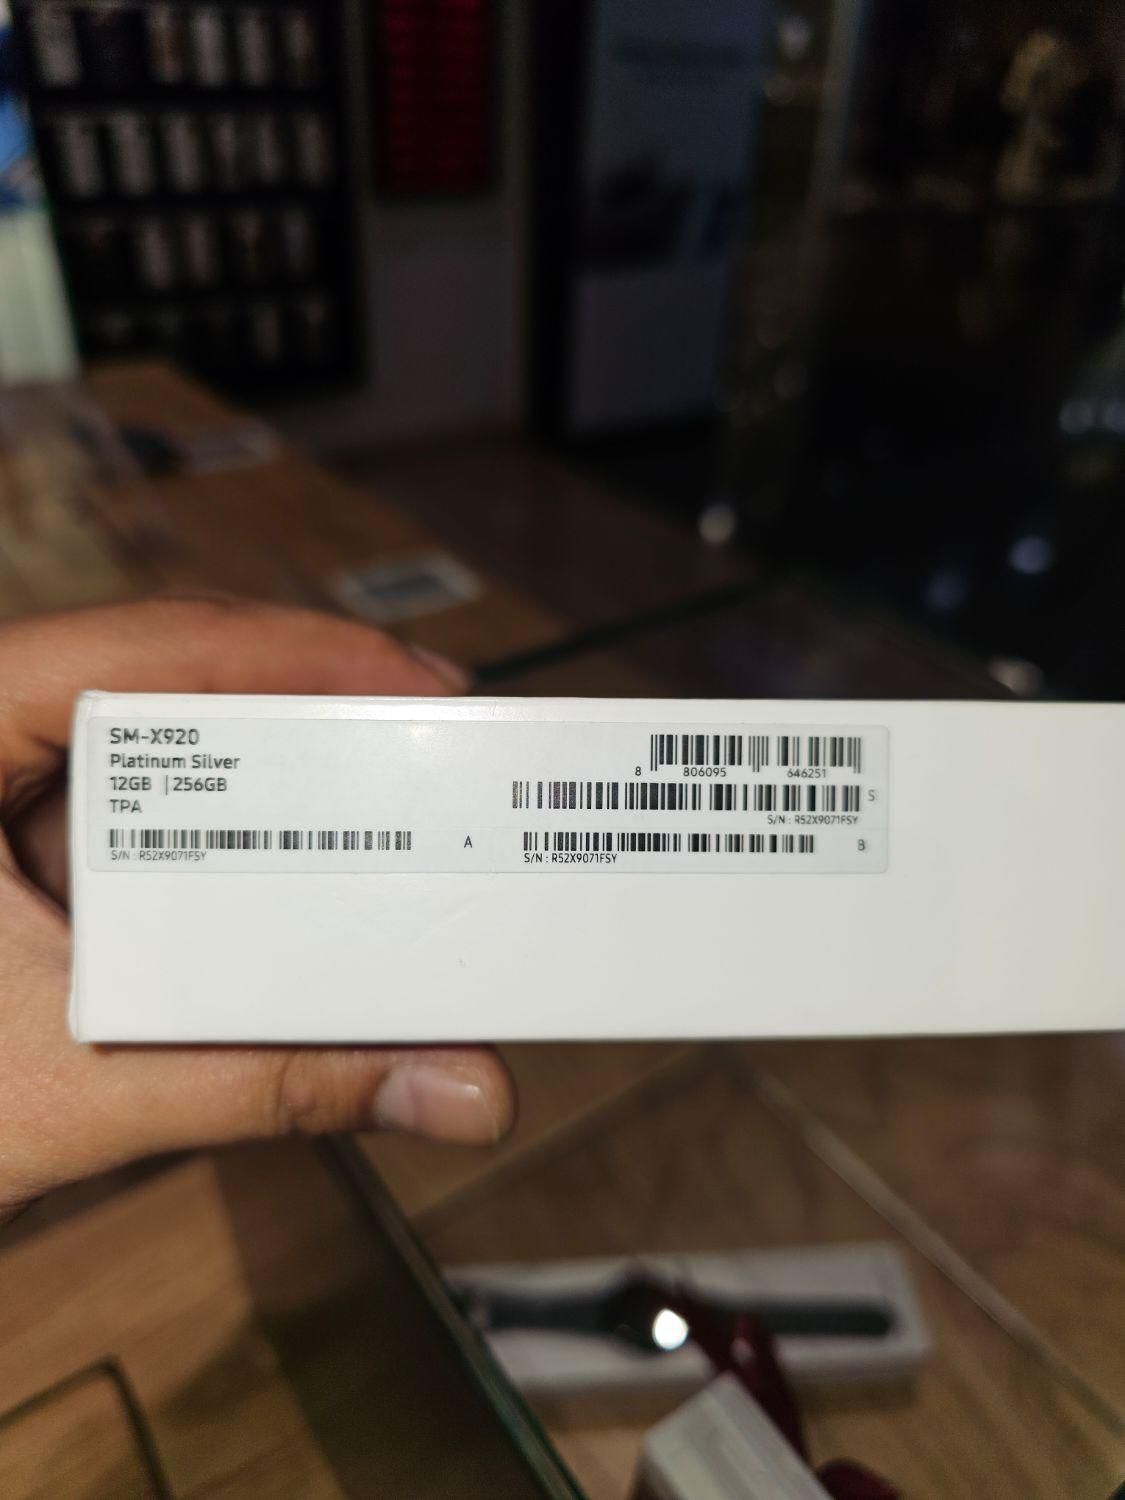 SM-X920
Platinum Silver
12GB | 256GB
TPA
8 806095 646251
S
S/N : R52X9071FSY
A
S/N : R52X9071FSY
B
S/N : R52X9071FSY